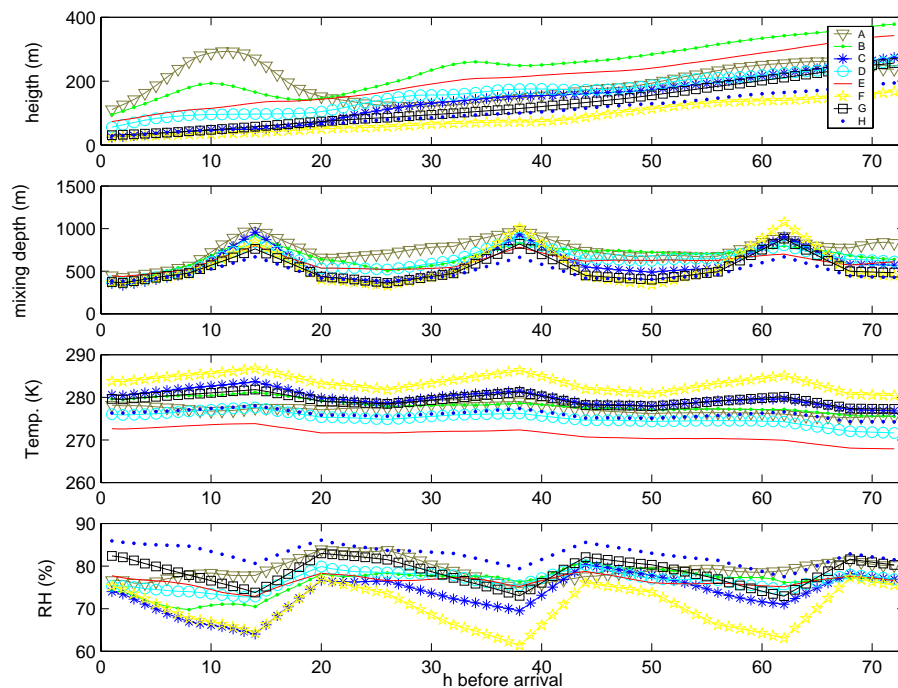 400
200
0
heigth (m)
0 10 20 30 40 50 60 70
A
B
C
D
E
F
G
H
1500
1000
500
0
mixing depth (m)
0 10 20 30 40 50 60 70
290
280
270
260
Temp. (K)
0 10 20 30 40 50 60 70
90
80
70
60
RH (%)
0 10 20 30 40 50 60 70
h before arrival